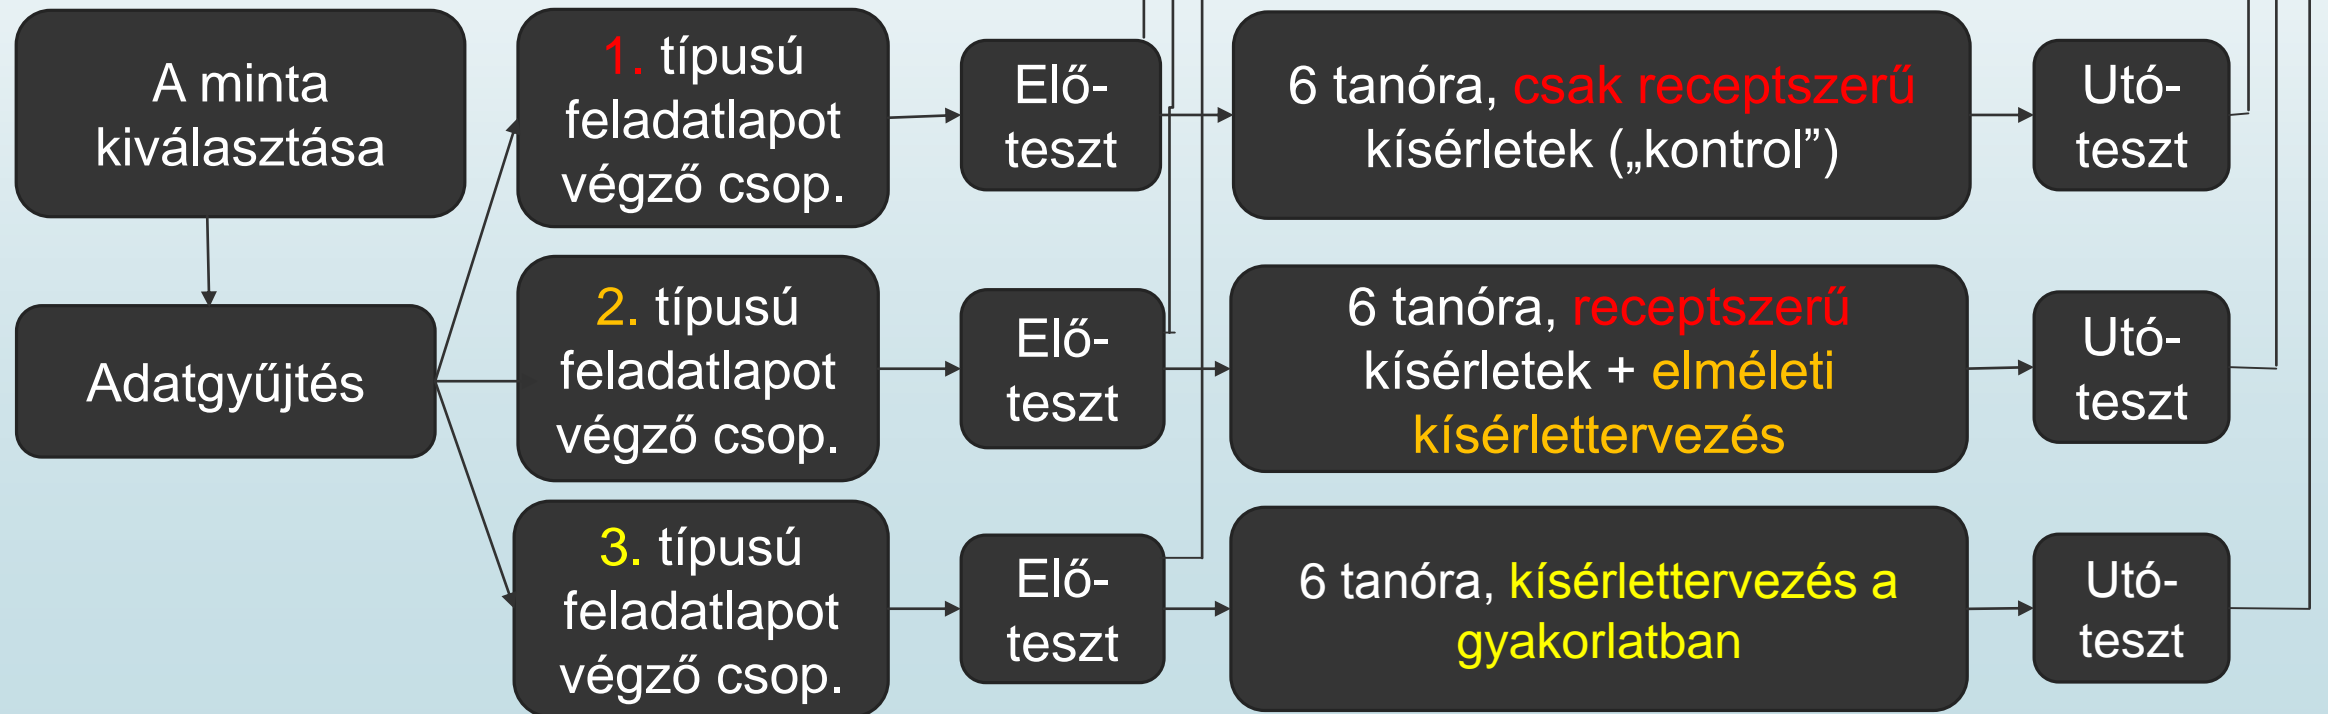 A minta
kiválasztása
Adatgyűjtés
1. típusú
feladatlapot
végző csop.
Elő-
teszt
6 tanóra, csak receptszerű
kísérletek („kontrol”)
Utó-
teszt
2. típusú
feladatlapot
végző csop.
Elő-
teszt
6 tanóra, receptszerű
kísérletek + elméleti
kísérlettervezés
Utó-
teszt
3. típusú
feladatlapot
végző csop.
Elő-
teszt
6 tanóra, kísérlettervezés a
gyakorlatban
Utó-
teszt